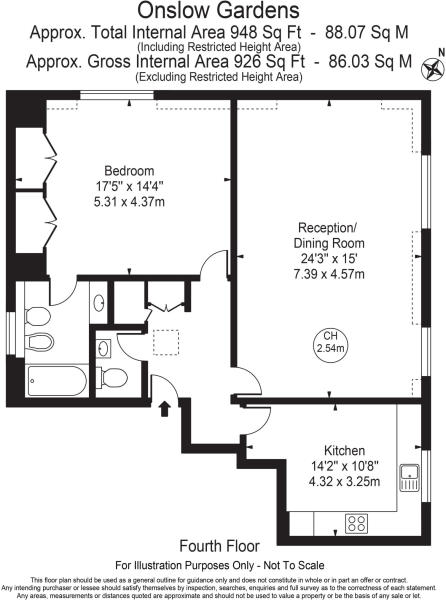 Onslow Gardens
Approx. Total Internal Area 948 Sq Ft - 88.07 Sq M
(Including Restricted Height Area)
Approx. Gross Internal Area 926 Sq Ft - 86.03 Sq M
(Excluding Restricted Height Area)
N
Bedroom
17'5" x 14'4"
5.31 x 4.37m
Reception/
Dining Room
24'3" x 15'
7.39 x 4.57m
CH
2.54m
Kitchen
14'2" x 10'8"
4.32 x 3.25m
Fourth Floor
For Illustration Purposes Only - Not To Scale
This floor plan should be used as a general outline for guidance only and does not constitute in whole or in part an offer or contract.
Any intending purchaser or lessee should satisfy themselves by inspection, searches, enquiries and full survey as to the correctness of each statement.
Any areas, measurements or distances quoted are approximate and should not be used to value a property or be the basis of any sale or let.